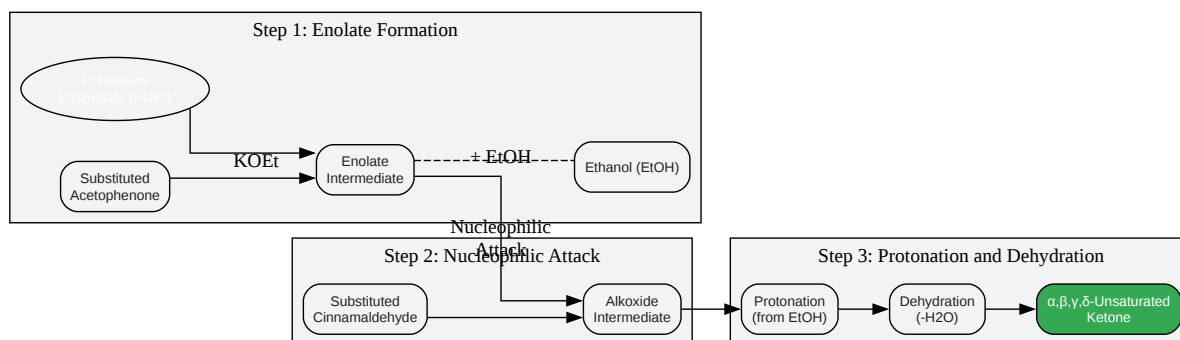 Step 1: Enolate Formation
Potassium
Ethanolate (KOEt)
KOEt
Substituted
Acetophenone
Enolate
Intermediate
+ EtOH
Ethanol (EtOH)
Nucleophilic
Attack
Step 2: Nucleophilic Attack
Substituted
Cinnamaldehyde
Alkoxide
Intermediate
Step 3: Protonation and Dehydration
Protonation
(from EtOH)
Dehydration
(-H2O)
α,β,γ,δ-Unsaturated
Ketone